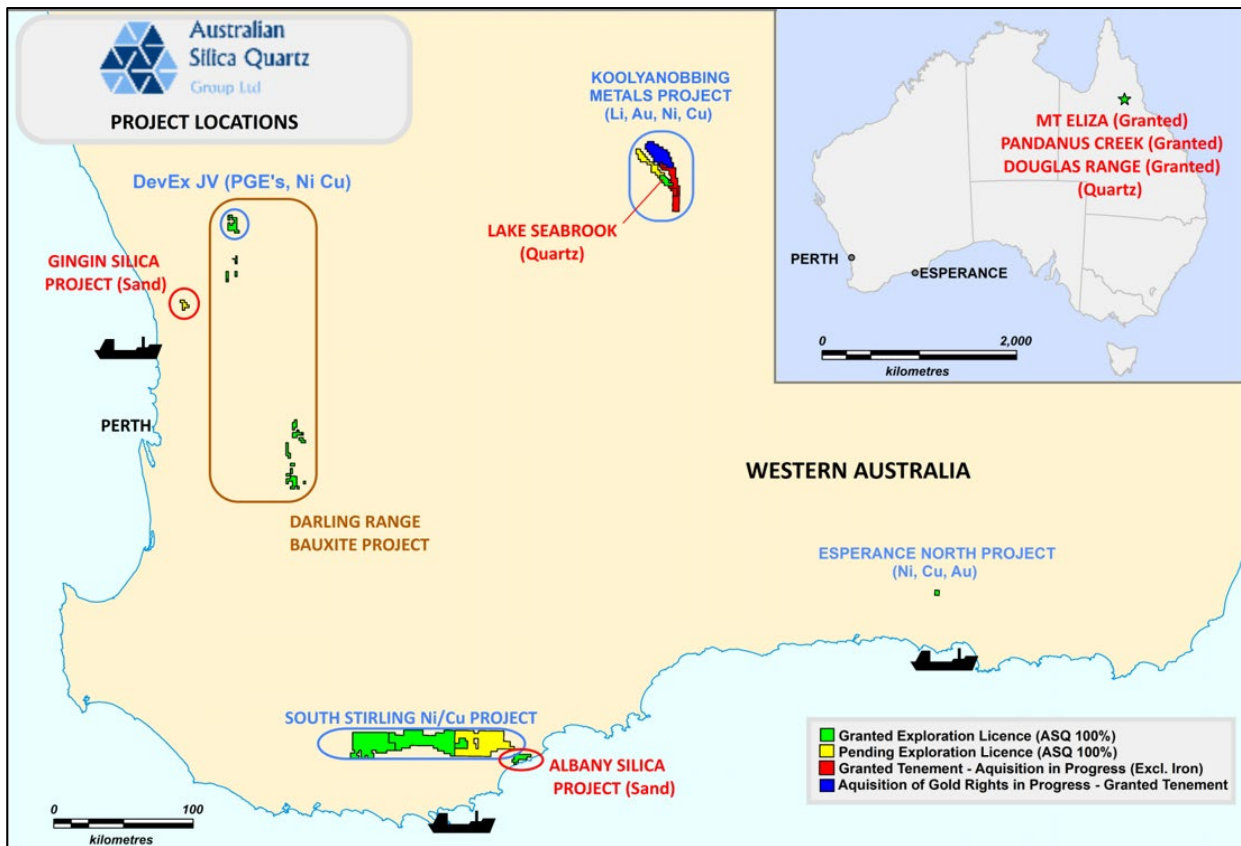 Australian
Silica Quartz
Group Ltd
PROJECT LOCATIONS
KOOLYANOBBING
METALS PROJECT
(Li, Au, Ni, Cu)
MT ELIZA (Granted)
PANDANUS CREEK (Granted)
DOUGLAS RANGE (Granted)
(Quartz)
PERTH
ESPERANCE
0 2,000
kilometres
DevEx JV (PGE's, Ni Cu)
LAKE SEABROOK
(Quartz)
GINGIN SILICA
PROJECT (Sand)
PERTH
WESTERN AUSTRALIA
DARLING RANGE
BAUXITE PROJECT
ESPERANCE NORTH PROJECT
(Ni, Cu, Au)
SOUTH STIRLING Ni/Cu PROJECT
ALBANY SILICA
PROJECT (Sand)
0 100
kilometres
Granted Exploration Licence (ASQ 100%)
Pending Exploration Licence (ASQ 100%)
Granted Tenement - Aquisition in Progress (Excl. Iron)
Aquisition of Gold Rights in Progress - Granted Tenement